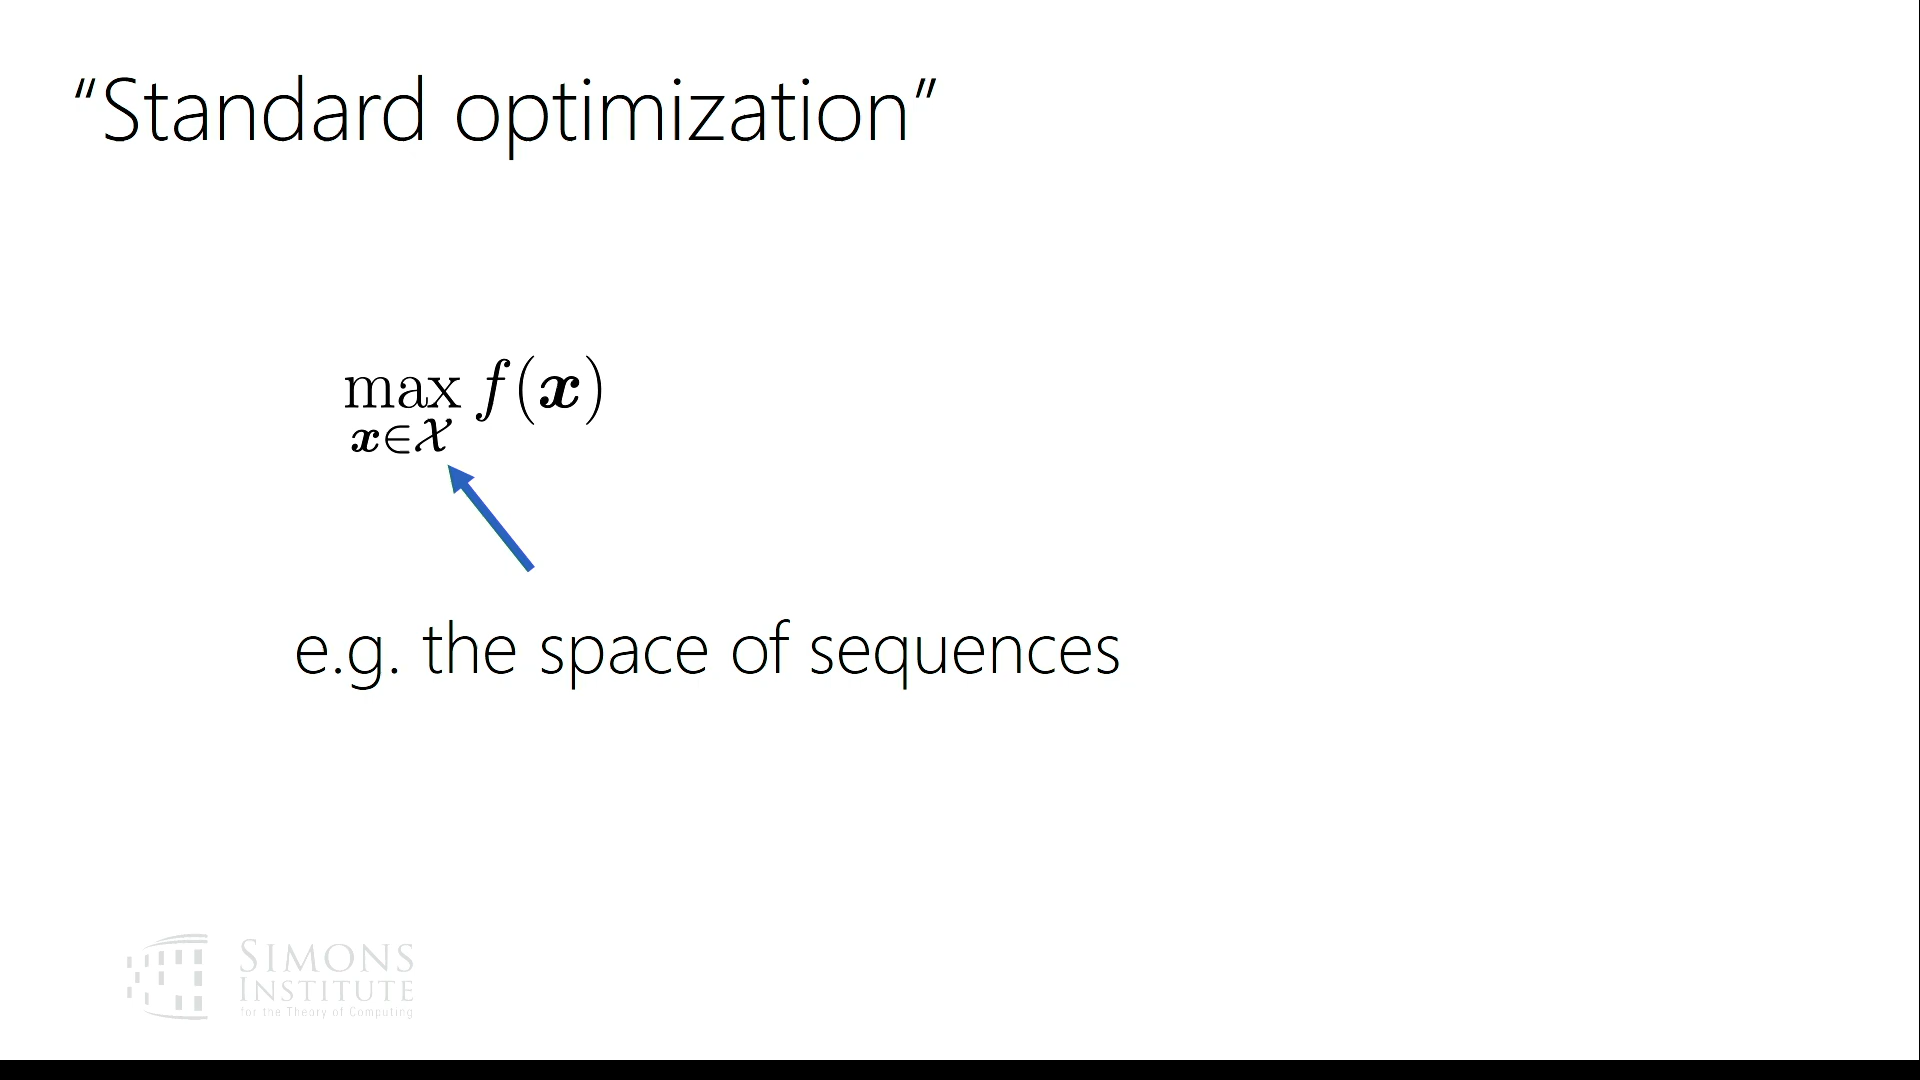 “Standard optimization”
max f(x)
x∈𝒳
e.g. the space of sequences
SIMONS
INSTITUTE
for the Theory of Computing